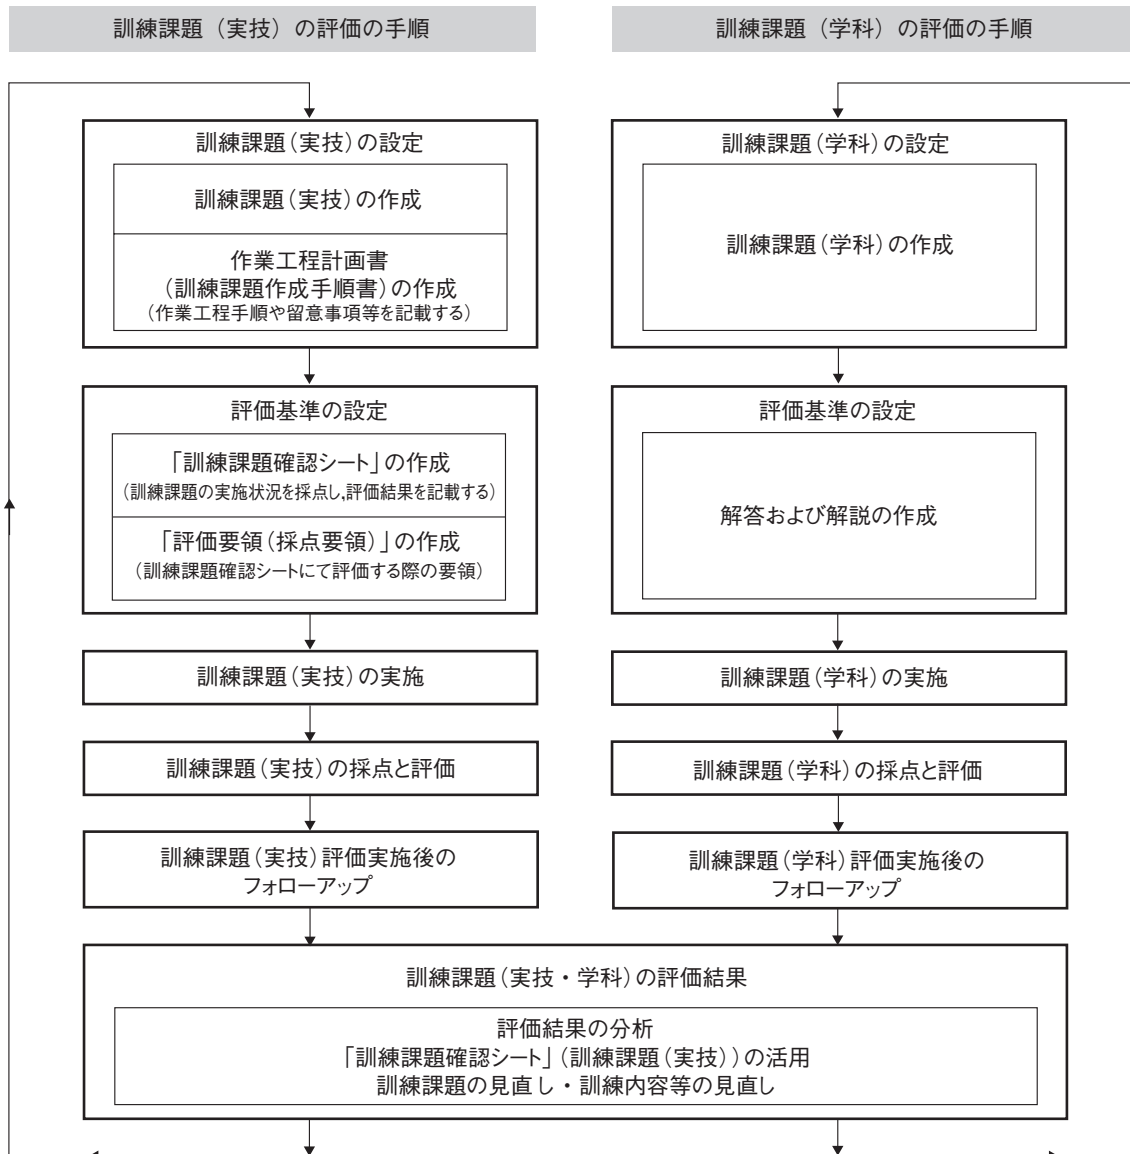 訓練課題（実技）の評価の手順
訓練課題（実技）の設定
訓練課題（実技）の作成
作業工程計画書
（訓練課題作成手順書）の作成
（作業工程手順や留意事項等を記載する）
評価基準の設定
「訓練課題確認シート」の作成
（訓練課題の実施状況を採点し,評価結果を記載する）
「評価要領（採点要領）」の作成
（訓練課題確認シートにて評価する際の要領）
訓練課題（実技）の実施
訓練課題（実技）の採点と評価
訓練課題（実技）評価実施後の
フォローアップ
訓練課題（学科）の評価の手順
訓練課題（学科）の設定
訓練課題（学科）の作成
評価基準の設定
解答および解説の作成
訓練課題（学科）の実施
訓練課題（学科）の採点と評価
訓練課題（学科）評価実施後の
フォローアップ
訓練課題（実技・学科）の評価結果
評価結果の分析
「訓練課題確認シート」（訓練課題（実技））の活用
訓練課題の見直し・訓練内容等の見直し